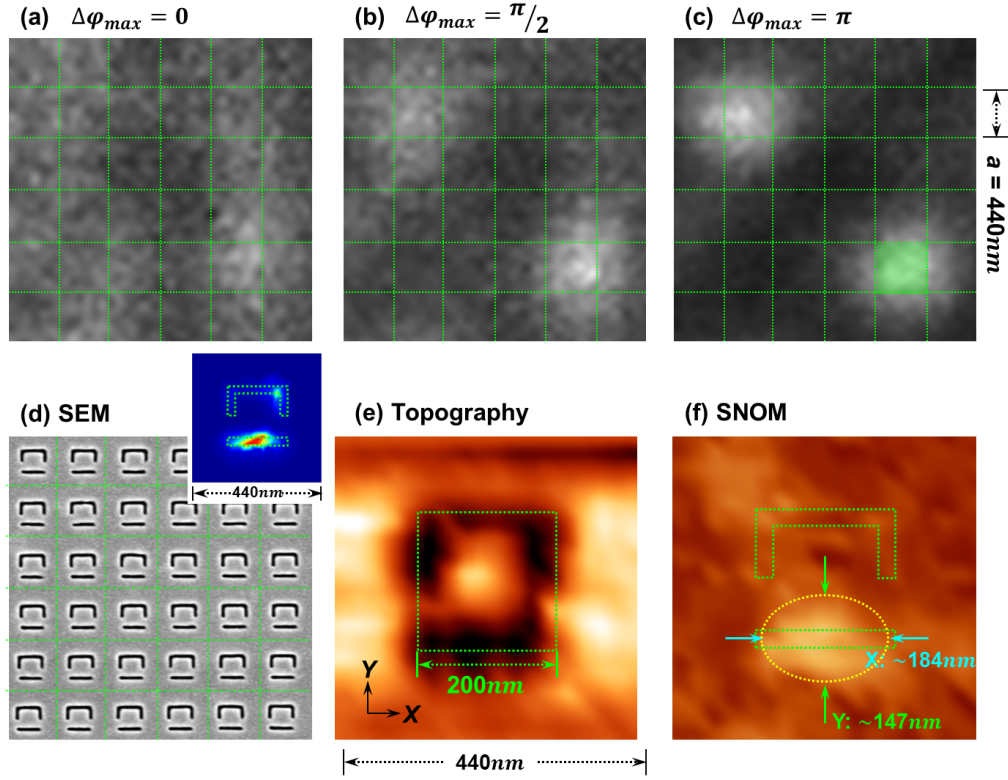 (a) Δφmax = 0
(b) Δφmax = π/2
(c) Δφmax = π
a = 440nm
(d) SEM
440nm
(e) Topography
200nm
Y
X
440nm
(f) SNOM
X: ~184nm
Y: ~147nm